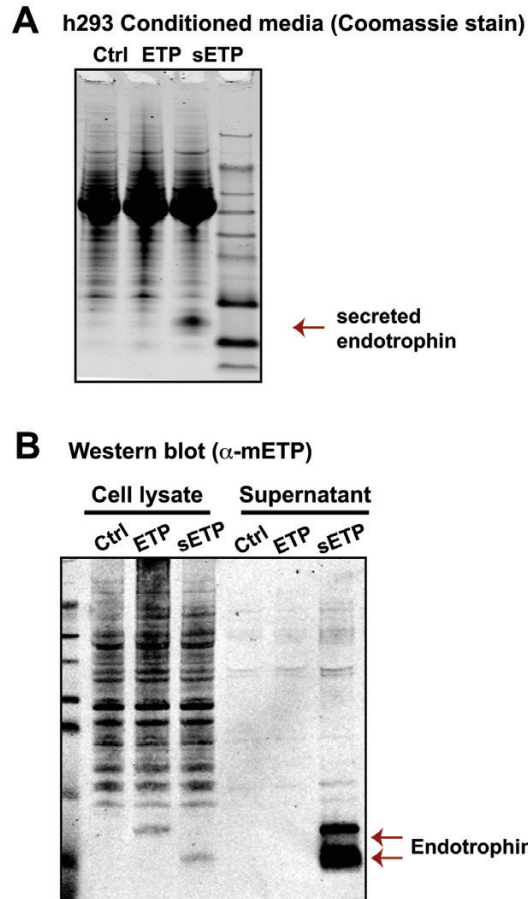 A h293 Conditioned media (Coomassie stain)
Ctrl ETP sETP
secreted
endotrophin
B Western blot (α-mETP)
Cell lysate Supernatant
Ctrl ETP sETP Ctrl ETP sETP
Endotrophin